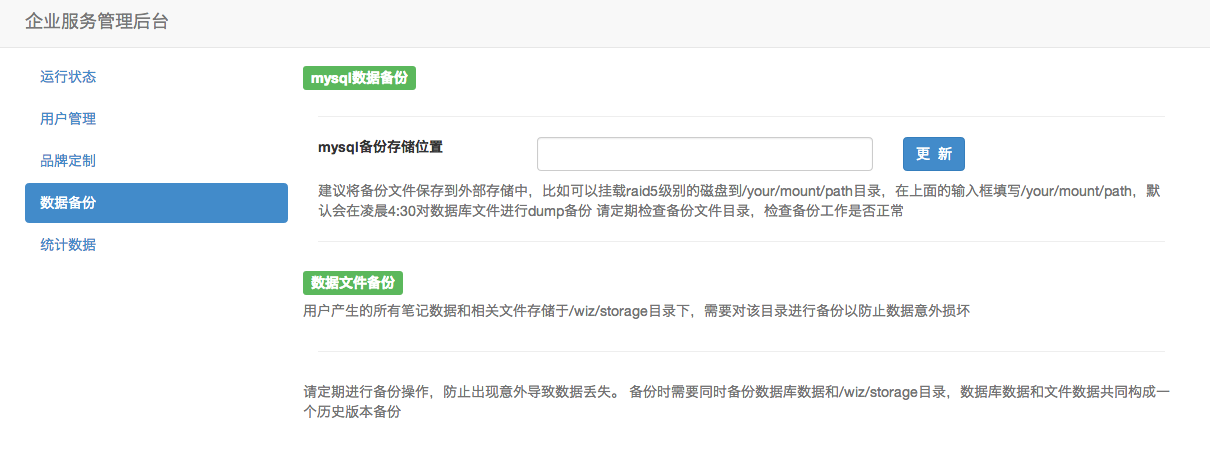 企业服务管理后台
运行状态
用户管理
品牌定制
数据备份
统计数据
mysql数据备份
mysql备份存储位置
更 新
建议将备份文件保存到外部存储中，比如可以挂载raid5级别的磁盘到/your/mount/path目录，在上面的输入框填写/your/mount/path，默
认会在凌晨4:30对数据库文件进行dump备份 请定期检查备份文件目录，检查备份工作是否正常
数据文件备份
用户产生的所有笔记数据和相关文件存储于/wiz/storage目录下，需要对该目录进行备份以防止数据意外损坏
请定期进行备份操作，防止出现意外导致数据丢失。 备份时需要同时备份数据库数据和/wiz/storage目录，数据库数据和文件数据共同构成一
个历史版本备份